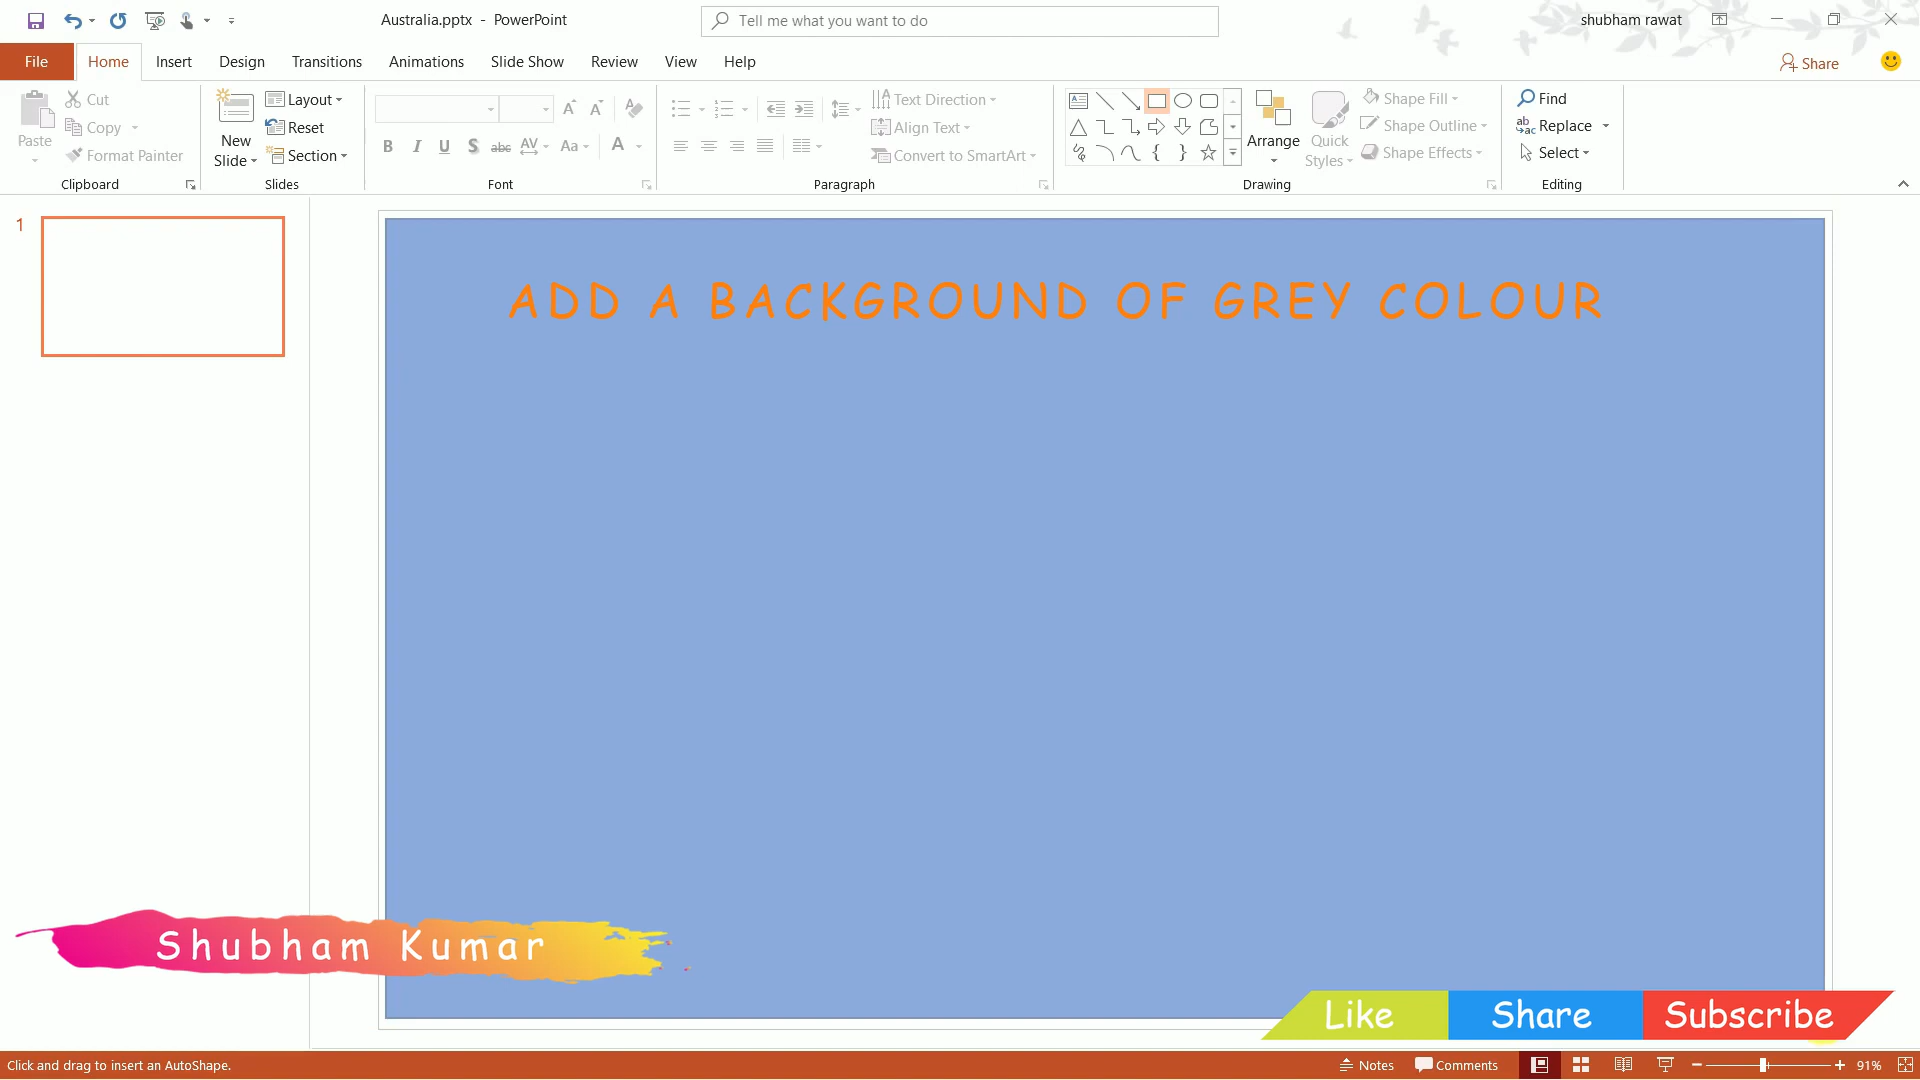 Australia.pptx - PowerPoint
Tell me what you want to do
shubham rawat
File Home Insert Design Transitions Animations Slide Show Review View Help
Share
Paste
Cut
Copy
Format Painter
Clipboard
New
Slide
Layout
Reset
Section
Slides
B I U S abc AV Aa A
Font
Text Direction
Align Text
Convert to SmartArt
Paragraph
Arrange
Quick
Styles
Shape Fill
Shape Outline
Shape Effects
Drawing
Find
Replace
Select
Editing
1
ADD A BACKGROUND OF GREY COLOUR
Shubham Kumar
Like Share Subscribe
Click and drag to insert an AutoShape.
Notes Comments 91%